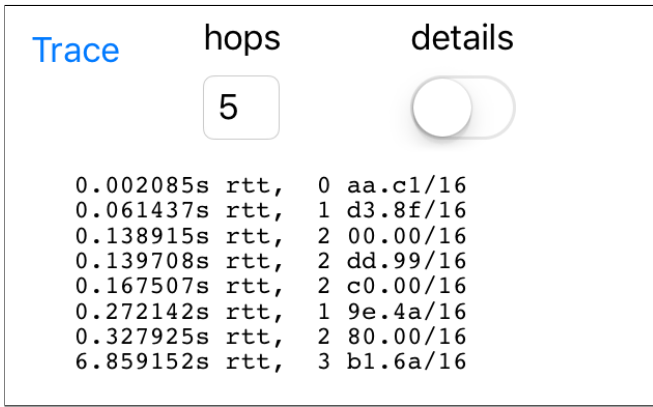 Trace hops details
5
0.002085s rtt,  0 aa.c1/16
0.061437s rtt,  1 d3.8f/16
0.138915s rtt,  2 00.00/16
0.139708s rtt,  2 dd.99/16
0.167507s rtt,  2 c0.00/16
0.272142s rtt,  1 9e.4a/16
0.327925s rtt,  2 80.00/16
6.859152s rtt,  3 b1.6a/16